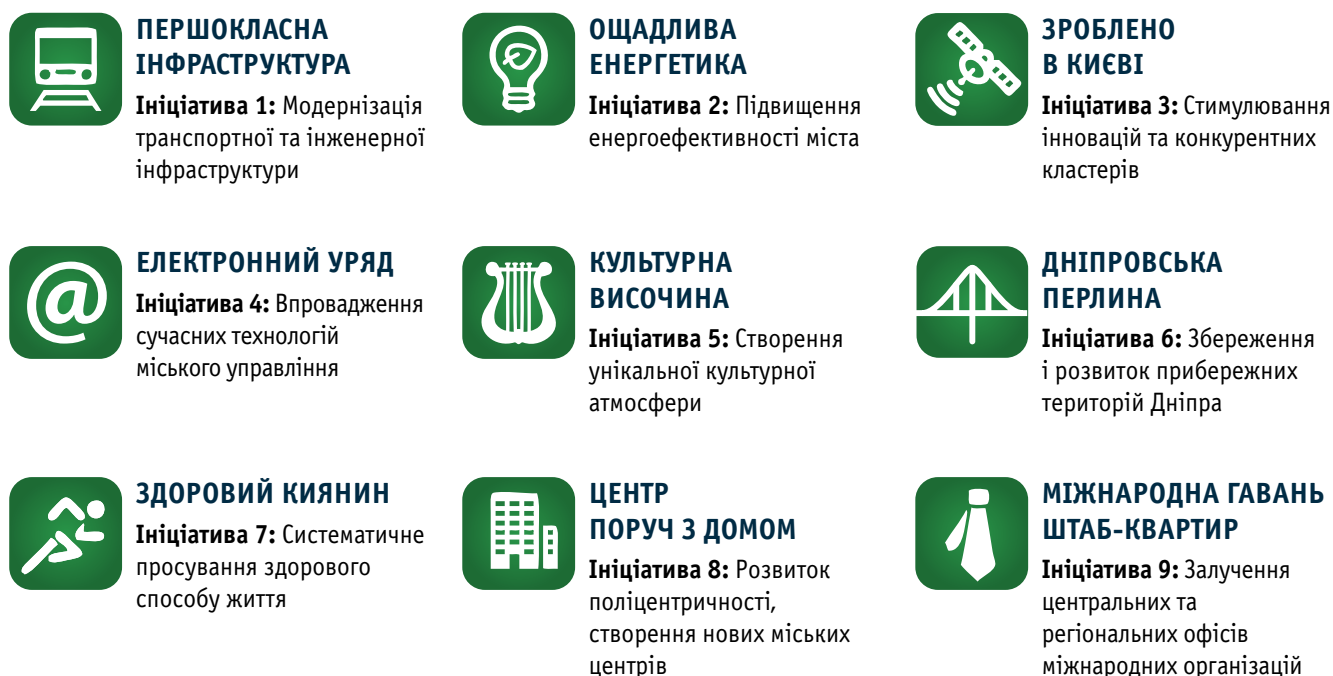 ПЕРШОКЛАСНА
ІНФРАСТРУКТУРА
Ініціатива 1: Модернізація
транспортної та інженерної
інфраструктури
ОЩАДЛИВА
ЕНЕРГЕТИКА
Ініціатива 2: Підвищення
енергоефективності міста
ЗРОБЛЕНО
В КИЄВІ
Ініціатива 3: Стимулювання
інновацій та конкурентних
кластерів
@
ЕЛЕКТРОННИЙ УРЯД
Ініціатива 4: Впровадження
сучасних технологій
міського управління
КУЛЬТУРНА
ВИСОЧИНА
Ініціатива 5: Створення
унікальної культурної
атмосфери
ДНІПРОВСЬКА
ПЕРЛИНА
Ініціатива 6: Збереження
і розвиток прибережних
територій Дніпра
ЗДОРОВИЙ КИЯНИН
Ініціатива 7: Систематичне
просування здорового
способу життя
ЦЕНТР
ПОРУЧ З ДОМОМ
Ініціатива 8: Розвиток
поліцентричності,
створення нових міських
центрів
МІЖНАРОДНА ГАВАНЬ
ШТАБ-КВАРТИР
Ініціатива 9: Залучення
центральних та
регіональних офісів
міжнародних організацій